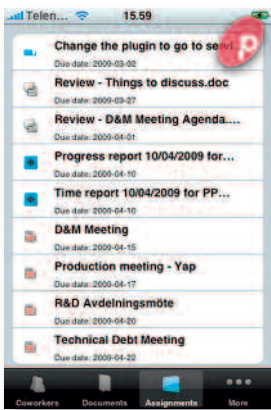 Telen... 15.59
Change the plugin to go to servi...
Due date: 2009-03-02
Review - Things to discuss.doc
Due date: 2009-03-27
Review - D&M Meeting Agenda....
Due date: 2009-04-01
Progress report 10/04/2009 for...
Due date: 2009-04-10
Time report 10/04/2009 for PP...
Due date: 2009-04-10
D&M Meeting
Due date: 2009-04-15
Production meeting - Yap
Due date: 2009-04-17
R&D Avdelningsmöte
Due date: 2009-04-20
Technical Debt Meeting
Due date: 2009-04-22
Coworkers Documents Assignments More